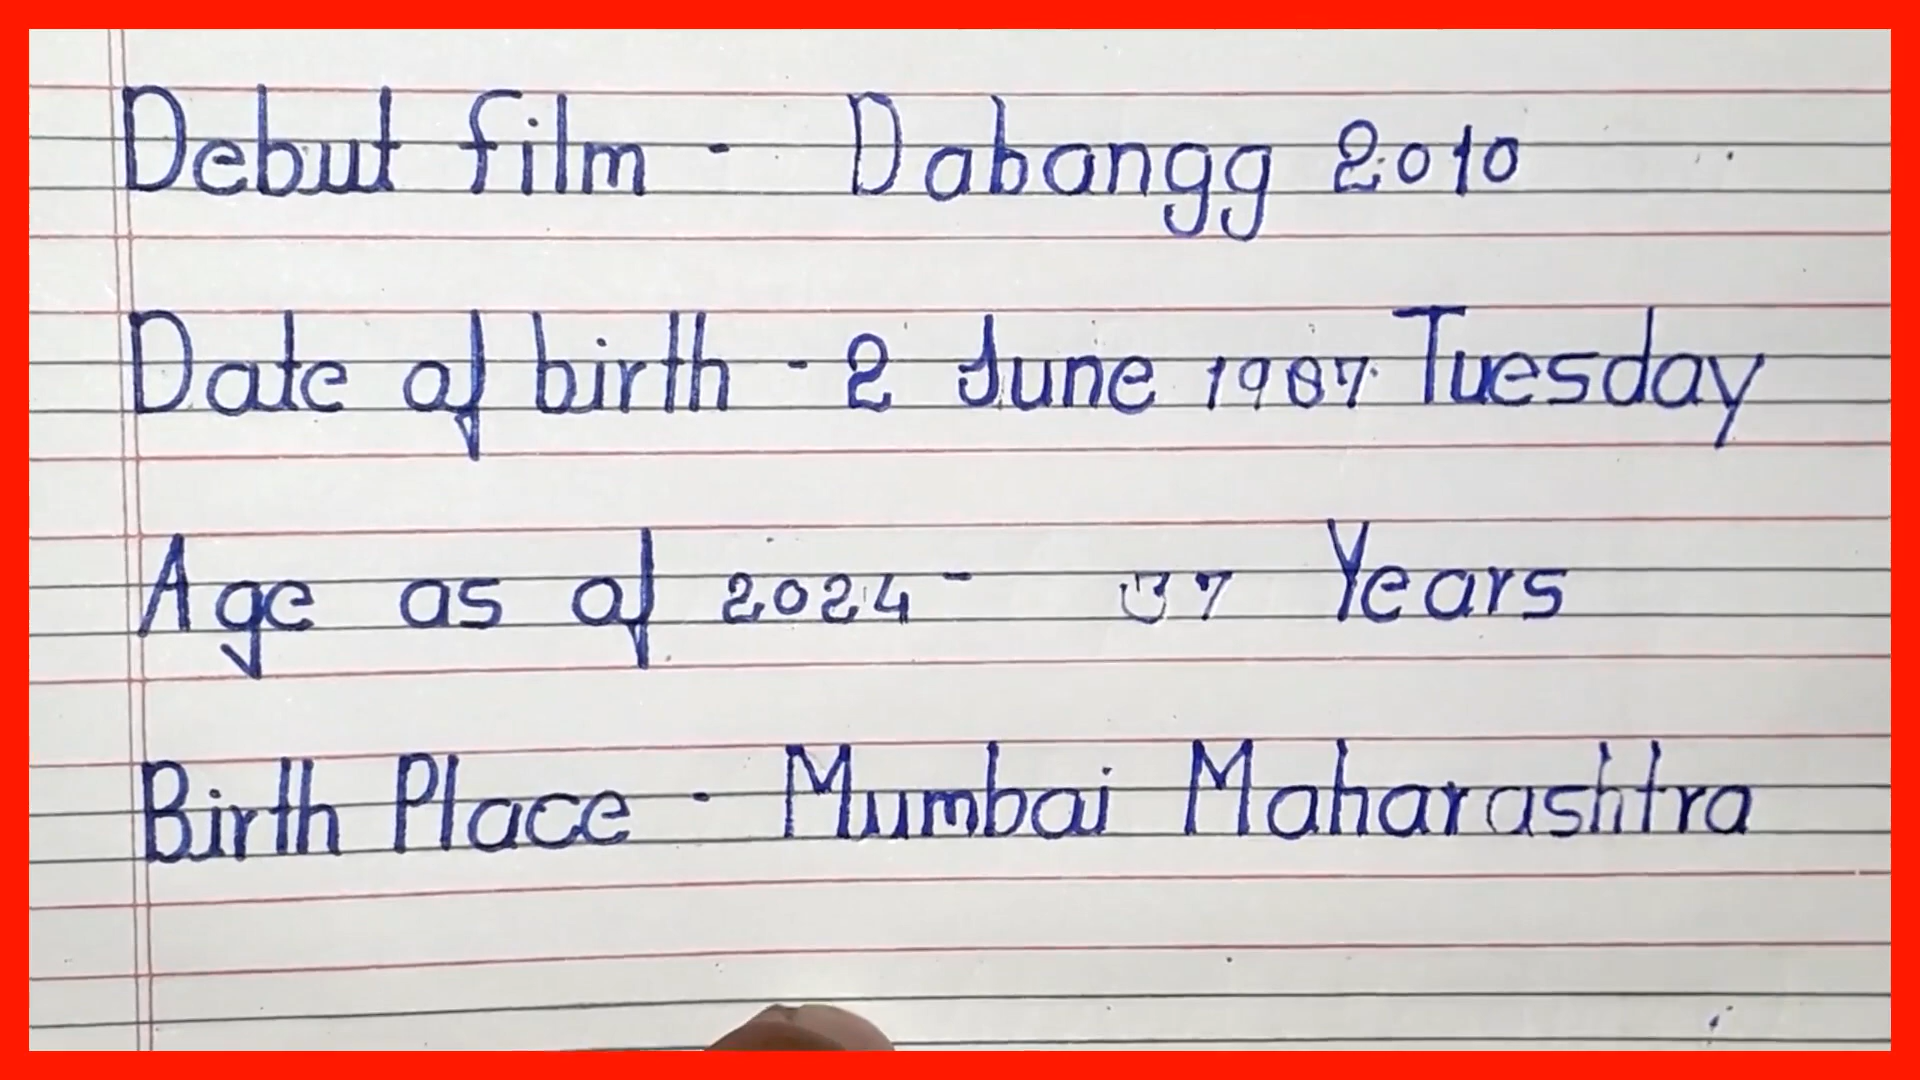 Debut film - Dabangg 2010
Date of birth - 2 June 1987 Tuesday
Age as of 2024 - 37 Years
Birth Place - Mumbai Maharashtra